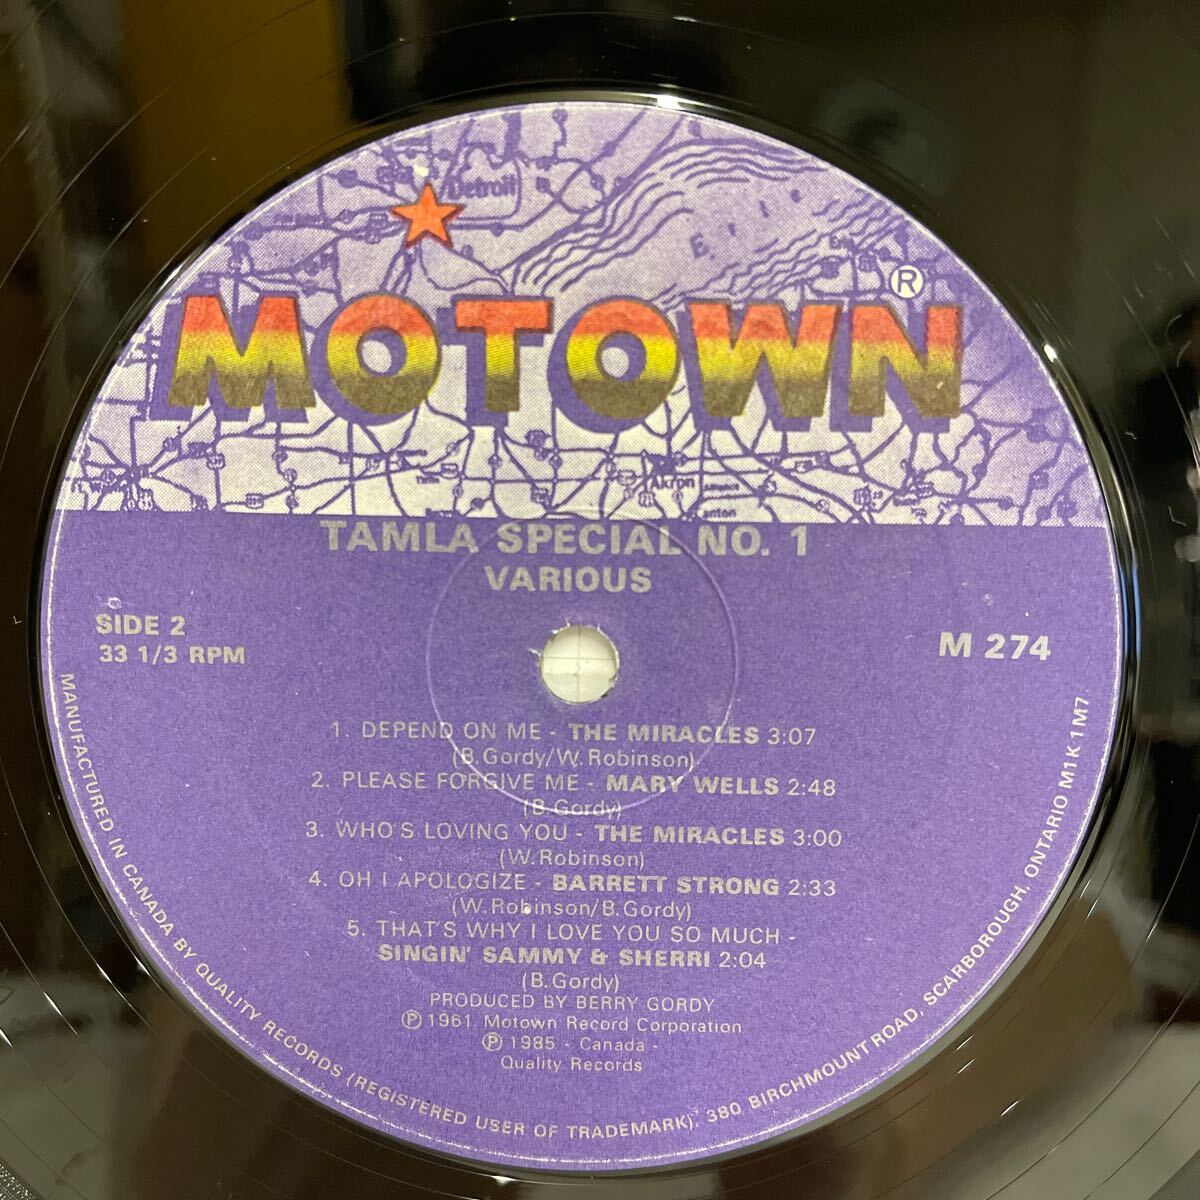 Detroit
Erie
®
MOTOWN
Akron
TAMLA SPECIAL NO. 1
VARIOUS
SIDE 2
33 1/3 RPM
M 274
1. DEPEND ON ME - THE MIRACLES 3:07
(B.Gordy/W.Robinson)
2. PLEASE FORGIVE ME - MARY WELLS 2:48
(B.Gordy)
3. WHO'S LOVING YOU - THE MIRACLES 3:00
(W.Robinson)
4. OH I APOLOGIZE - BARRETT STRONG 2:33
(W.Robinson/B.Gordy)
5. THAT'S WHY I LOVE YOU SO MUCH -
SINGIN' SAMMY & SHERRI 2:04
(B.Gordy)
PRODUCED BY BERRY GORDY
℗ 1961 Motown Record Corporation
℗ 1985 - Canada -
Quality Records
MANUFACTURED IN CANADA BY QUALITY RECORDS (REGISTERED USER OF TRADEMARK), 380 BIRCHMOUNT ROAD, SCARBOROUGH, ONTARIO M1K 1M7